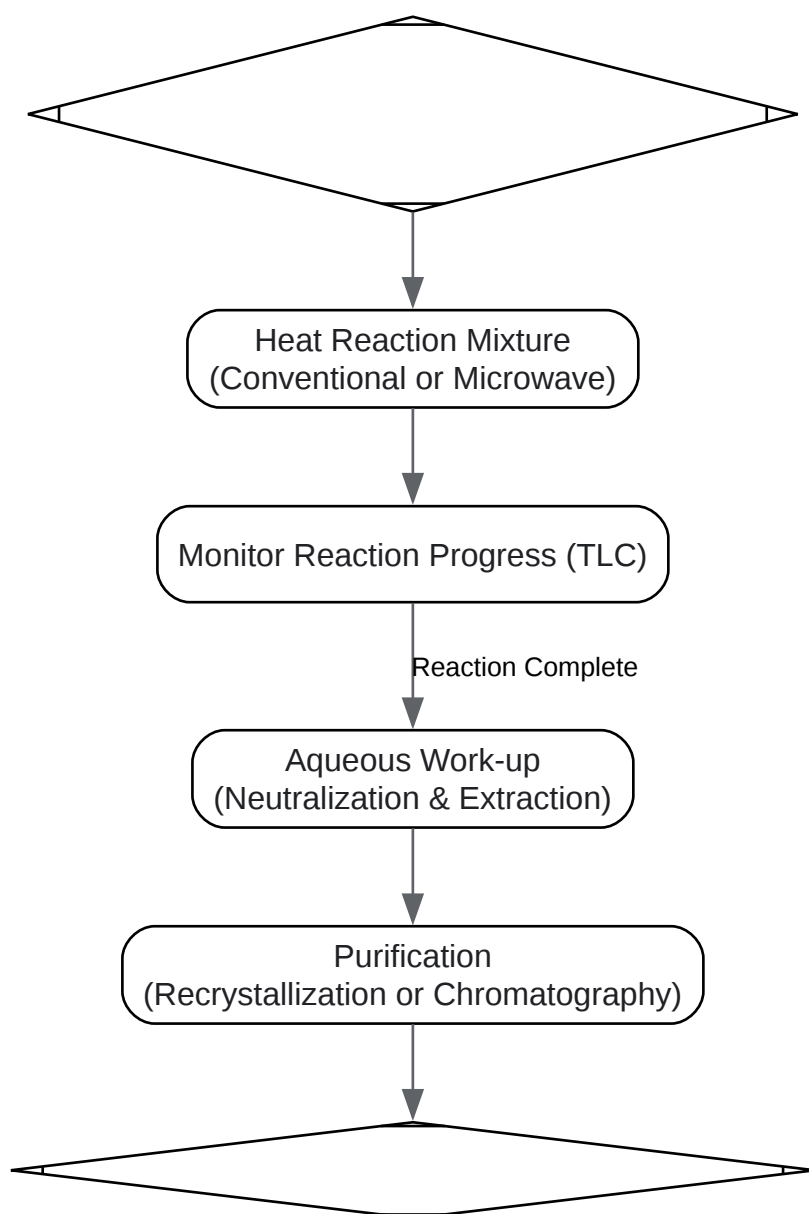 Heat Reaction Mixture
(Conventional or Microwave)
Monitor Reaction Progress (TLC)
Reaction Complete
Aqueous Work-up
(Neutralization & Extraction)
Purification
(Recrystallization or Chromatography)